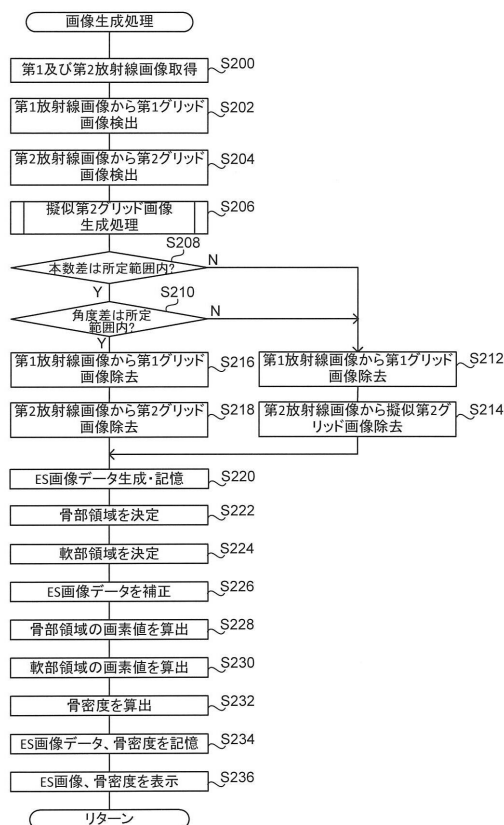 画像生成処理
第1及び第2放射線画像取得
S200
第1放射線画像から第1グリッド
画像検出
S202
第2放射線画像から第2グリッド
画像検出
S204
擬似第2グリッド画像
生成処理
S206
S208
本数差は所定範囲内?
N
Y
S210
角度差は所定
範囲内?
N
Y
第1放射線画像から第1グリッド
画像除去
S216
第1放射線画像から第1グリッド
画像除去
S212
第2放射線画像から第2グリッド
画像除去
S218
第2放射線画像から擬似第2グ
リッド画像除去
S214
ES画像データ生成・記憶
S220
骨部領域を決定
S222
軟部領域を決定
S224
ES画像データを補正
S226
骨部領域の画素値を算出
S228
軟部領域の画素値を算出
S230
骨密度を算出
S232
ES画像データ、骨密度を記憶
S234
ES画像、骨密度を表示
S236
リターン